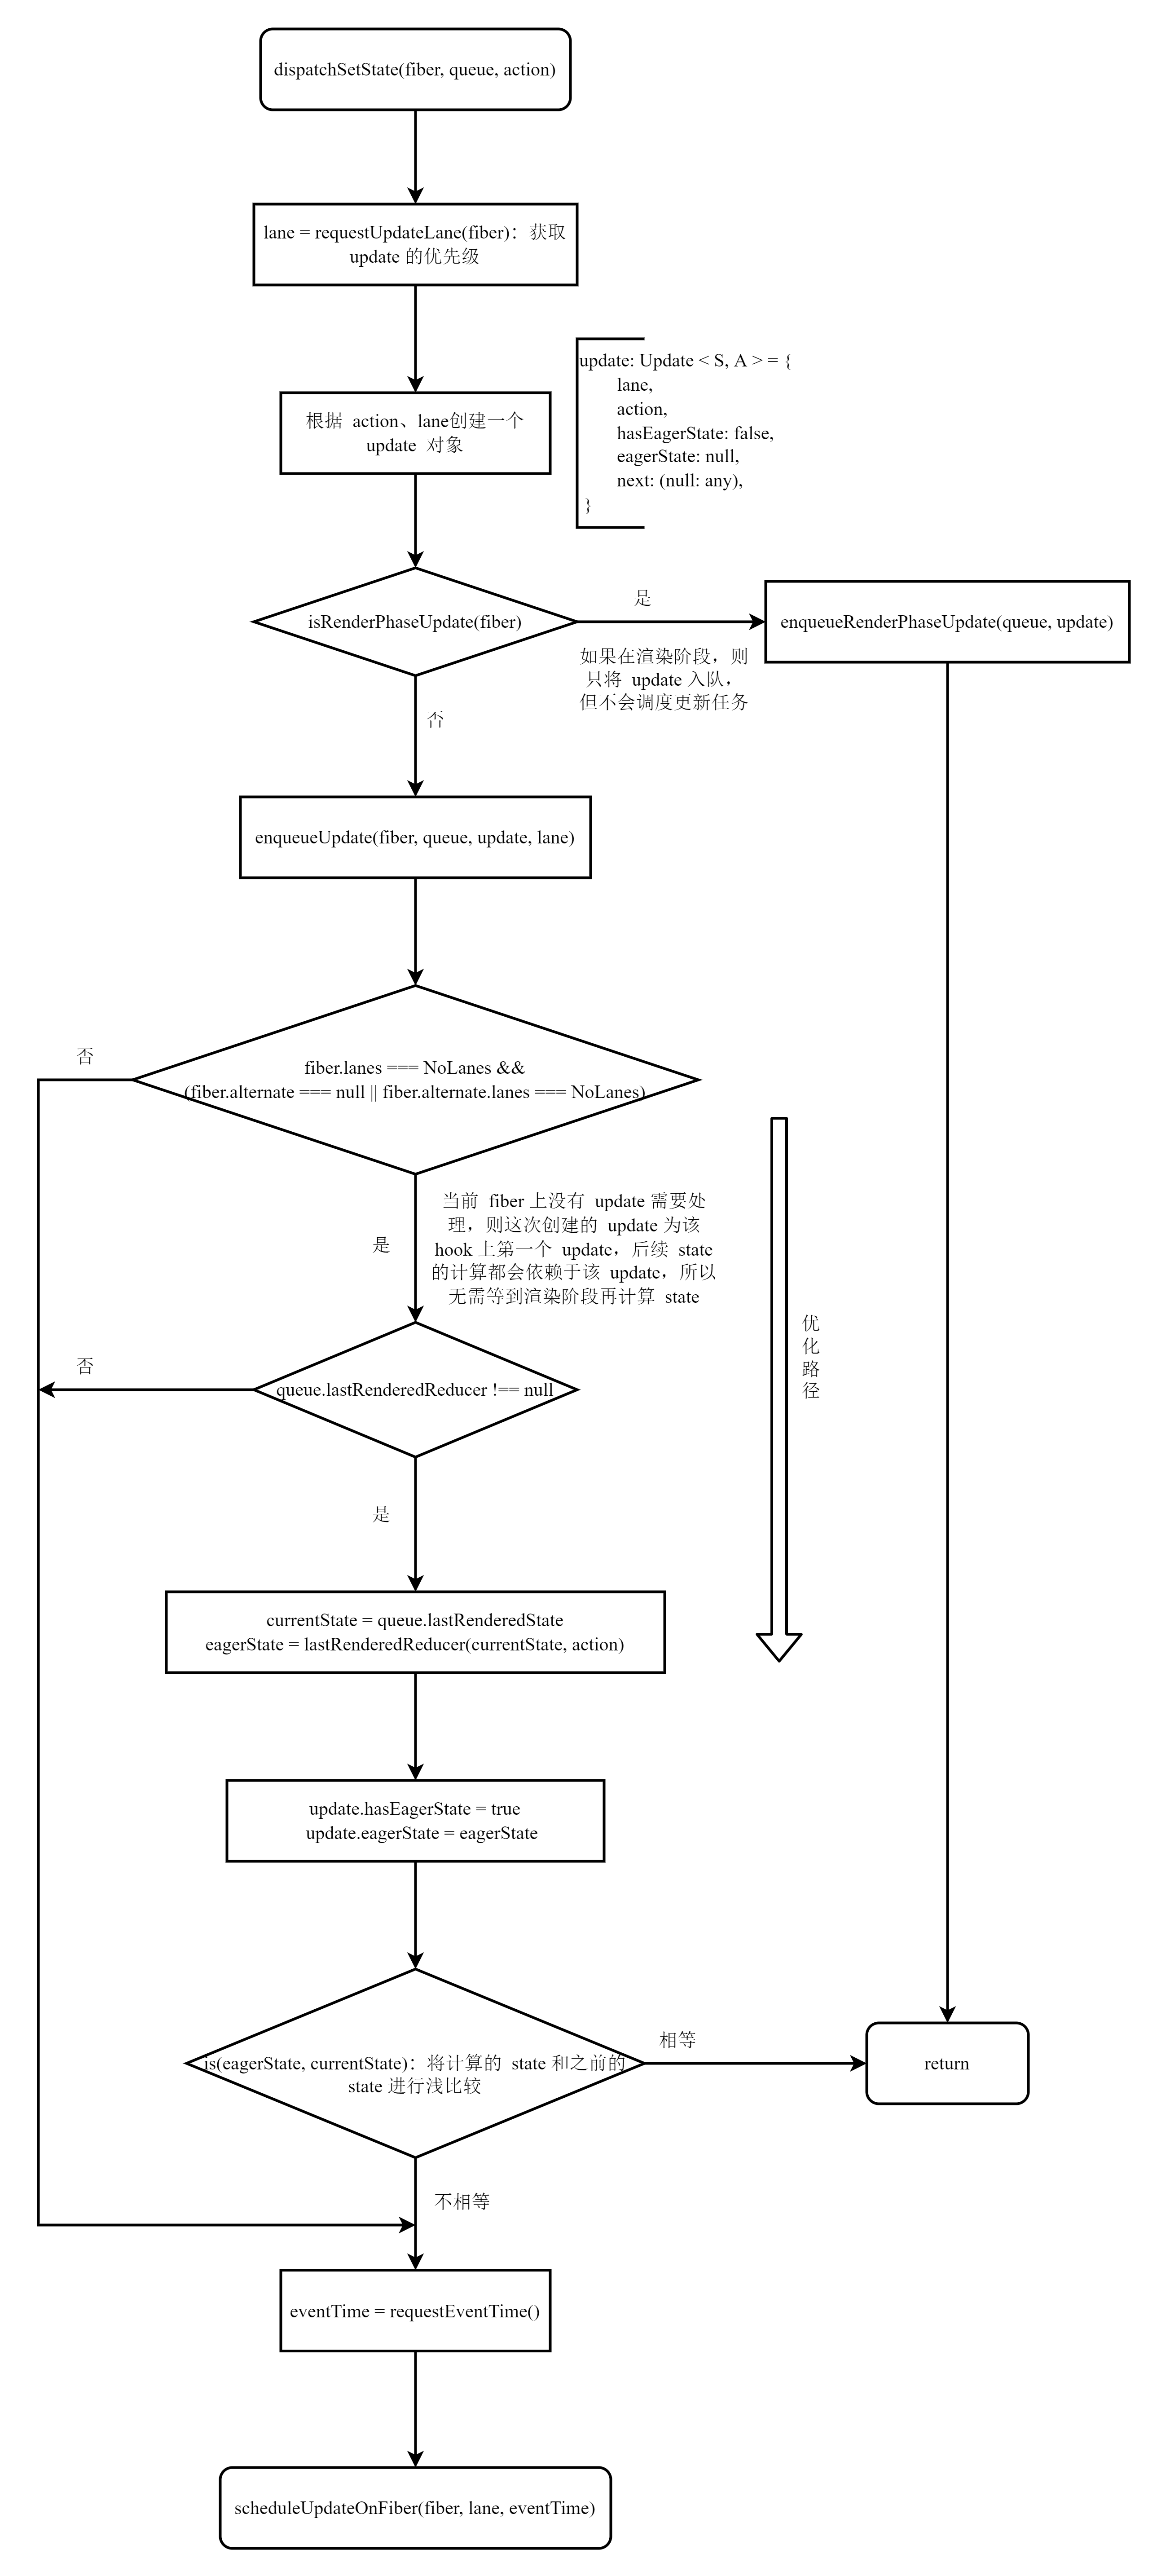 dispatchSetState(fiber, queue, action)
lane = requestUpdateLane(fiber)：获取
update 的优先级
update: Update < S, A > = {
lane,
action,
hasEagerState: false,
eagerState: null,
next: (null: any),
}
根据 action、lane创建一个
update 对象
isRenderPhaseUpdate(fiber)
是
enqueueRenderPhaseUpdate(queue, update)
如果在渲染阶段，则
只将 update 入队，
但不会调度更新任务
否
enqueueUpdate(fiber, queue, update, lane)
否
fiber.lanes === NoLanes &&
(fiber.alternate === null || fiber.alternate.lanes === NoLanes)
当前 fiber 上没有 update 需要处
理，则这次创建的 update 为该
hook 上第一个 update，后续 state
的计算都会依赖于该 update，所以
无需等到渲染阶段再计算 state
是
优
化
路
径
否
queue.lastRenderedReducer !== null
是
currentState = queue.lastRenderedState
eagerState = lastRenderedReducer(currentState, action)
update.hasEagerState = true
update.eagerState = eagerState
is(eagerState, currentState)：将计算的 state 和之前的
state 进行浅比较
相等
return
不相等
eventTime = requestEventTime()
scheduleUpdateOnFiber(fiber, lane, eventTime)